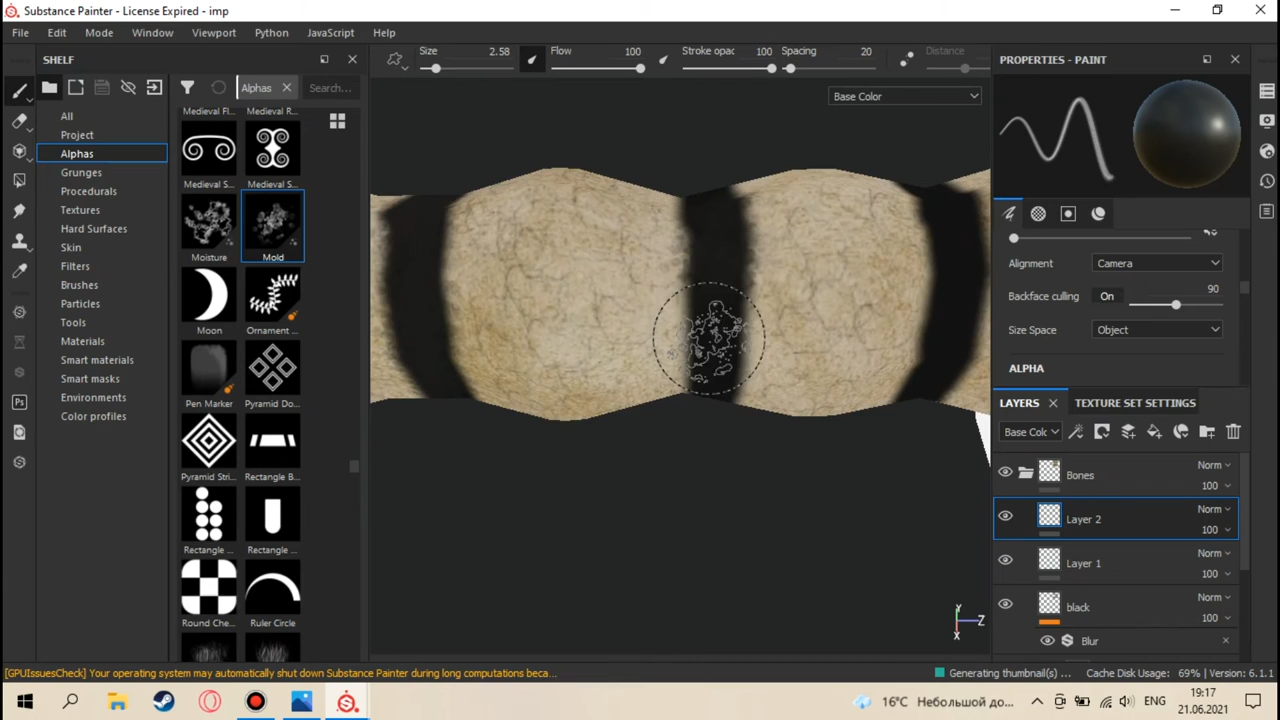 Substance Painter - License Expired - imp
File Edit Mode Window Viewport Python JavaScript Help
SHELF
Size 2.58 Flow 100 Stroke opac 100 Spacing 20 Distance
PROPERTIES - PAINT
Alphas Search...
Base Color
All
Project
Alphas
Grunges
Procedurals
Textures
Hard Surfaces
Skin
Filters
Brushes
Particles
Tools
Materials
Smart materials
Smart masks
Environments
Color profiles
Medieval Fl... Medieval R...
Medieval S... Medieval S...
Moisture Mold
Moon Ornament ...
Pen Marker Pyramid Do...
Pyramid Stri... Rectangle B...
Rectangle ... Rectangle ...
Round Che... Ruler Circle
Alignment Camera
Backface culling On 90
Size Space Object
ALPHA
LAYERS TEXTURE SET SETTINGS
Base Colc
Bones Norm 100
Layer 2 Norm 100
Layer 1 Norm 100
black Norm 100
Blur
Y
Z
X
[GPUIssuesCheck] Your operating system may automatically shut down Substance Painter during long computations beca...
Generating thumbnail(s) ... Cache Disk Usage: 69% | Version: 6.1.1
Ps
16°C Небольшой до...
ENG
19:17
21.06.2021